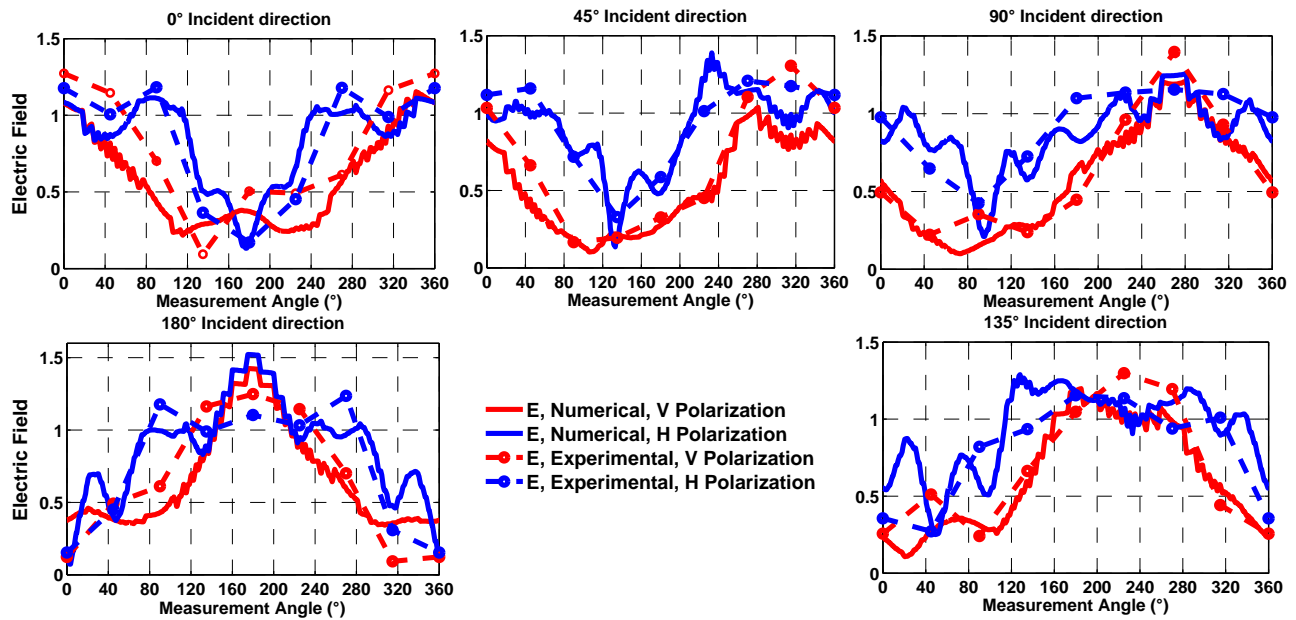 0° Incident direction
45° Incident direction
90° Incident direction
Electric Field
1.5
1
0.5
0
0 40 80 120 160 200 240 280 320 360
Measurement Angle (°)
1.5
1
0.5
0
0 40 80 120 160 200 240 280 320 360
Measurement Angle (°)
1.5
1
0.5
0
0 40 80 120 160 200 240 280 320 360
Measurement Angle (°)
180° Incident direction
135° Incident direction
Electric Field
1.5
1
0.5
0
0 40 80 120 160 200 240 280 320 360
Measurement Angle (°)
E, Numerical, V Polarization
E, Numerical, H Polarization
E, Experimental, V Polarization
E, Experimental, H Polarization
1.5
1
0.5
0
0 40 80 120 160 200 240 280 320 360
Measurement Angle (°)